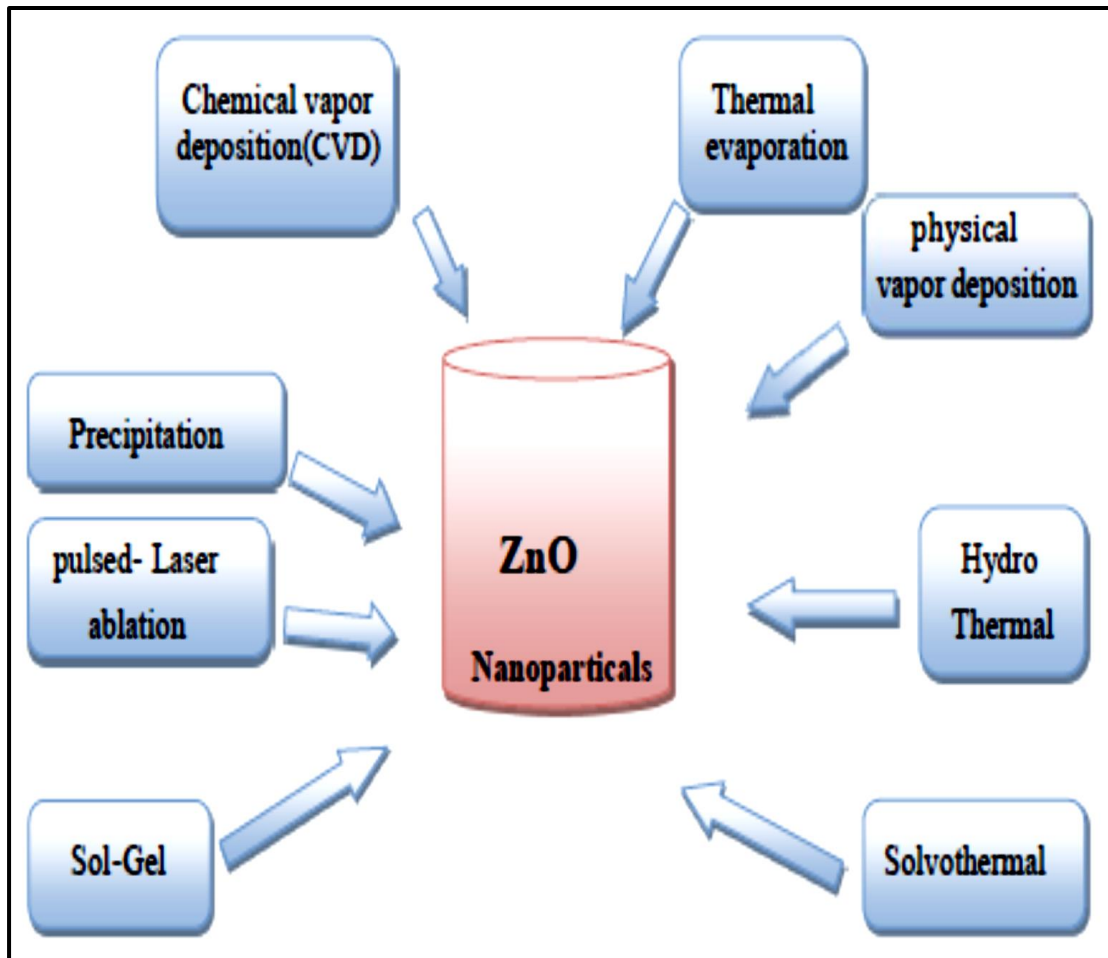 Chemical vapor
deposition(CVD)
Thermal
evaporation
physical
vapor deposition
Precipitation
pulsed- Laser
ablation
ZnO
Nanoparticals
Hydro
Thermal
Sol-Gel
Solvothermal